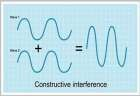 Wave 1
+
=
Wave 2
Constructive interference